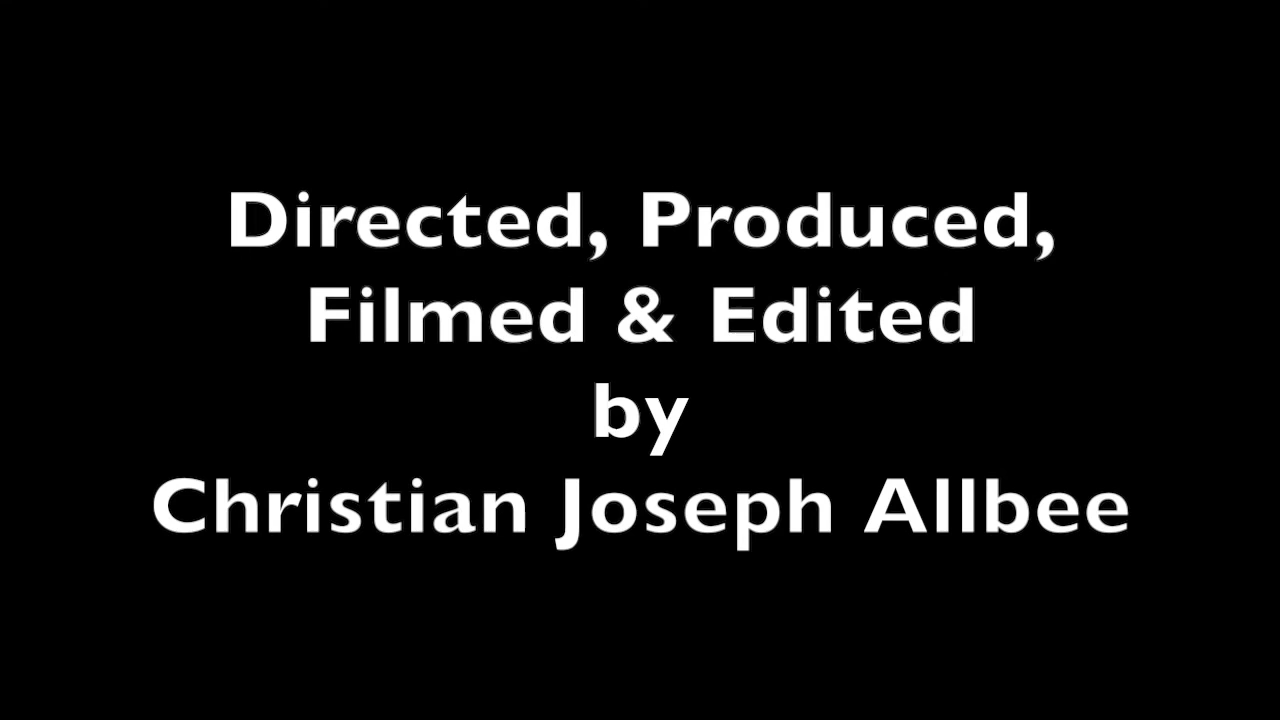 Directed, Produced,
Filmed & Edited
by
Christian Joseph Allbee